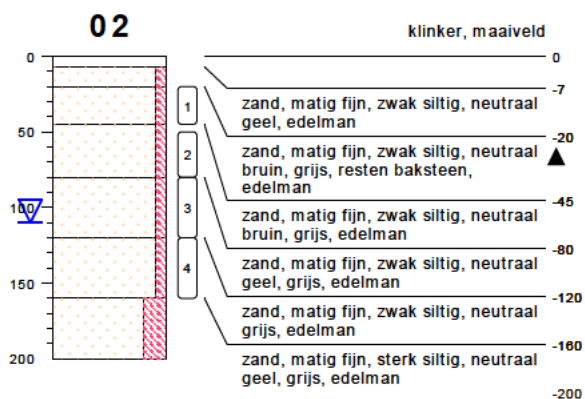 02
klinker, maaiveld
0
0
-7
zand, matig fijn, zwak siltig, neutraal
geel, edelman
1
-20
50
zand, matig fijn, zwak siltig, neutraal
bruin, grijs, resten baksteen,
edelman
2
-45
zand, matig fijn, zwak siltig, neutraal
bruin, grijs, edelman
100
3
-80
zand, matig fijn, zwak siltig, neutraal
geel, grijs, edelman
4
-120
150
zand, matig fijn, zwak siltig, neutraal
grijs, edelman
-160
200
zand, matig fijn, sterk siltig, neutraal
geel, grijs, edelman
-200